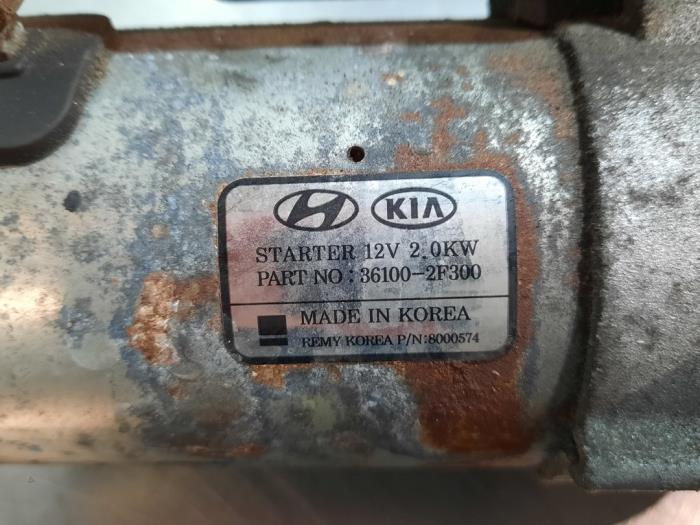 KIA
STARTER 12V 2.0KW
PART NO : 36100-2F300
MADE IN KOREA
REMY KOREA P/N:8000574